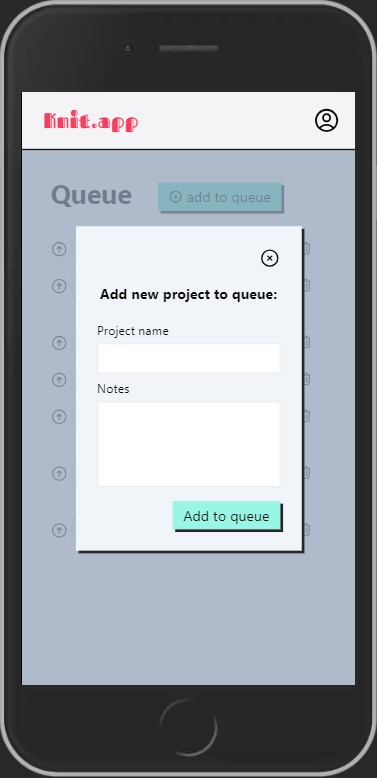 Knit.app
Queue
add to queue
Add new project to queue:
Project name
Notes
Add to queue